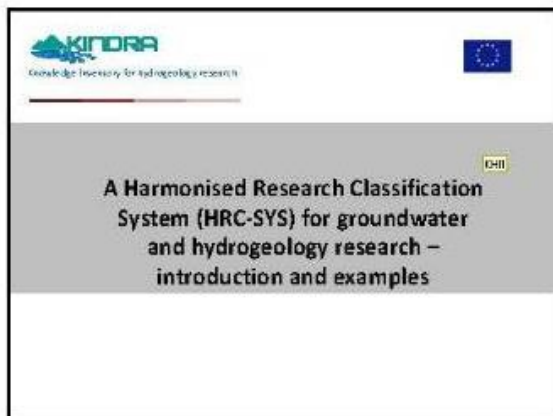 KINDRA
Knowledge Inventory for hydrogeology research
A Harmonised Research Classification
System (HRC-SYS) for groundwater
and hydrogeology research –
introduction and examples